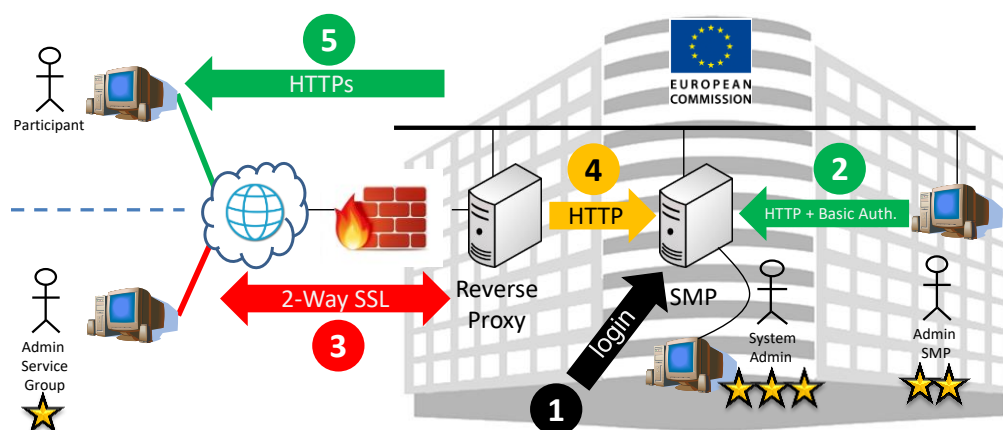 5
HTTPs
Participant
EUROPEAN
COMMISSION
4
HTTP
2
HTTP + Basic Auth.
2-Way SSL
3
Reverse
Proxy
SMP
login
1
Admin
Service
Group
System
Admin
Admin
SMP